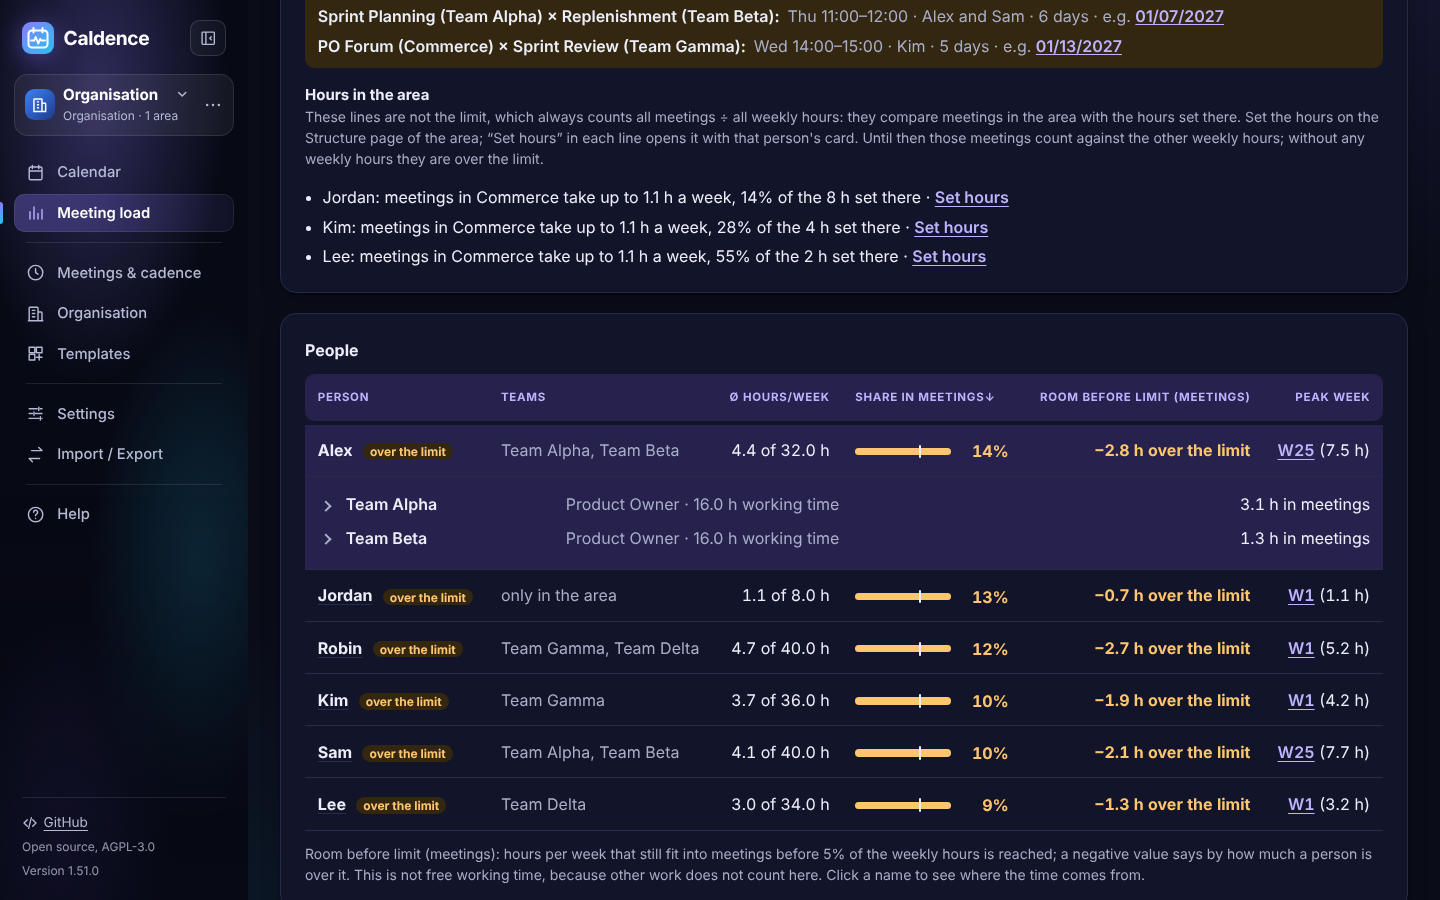 Caldence
Organisation
Organisation · 1 area
Calendar
Meeting load
Meetings & cadence
Organisation
Templates
Settings
Import / Export
Help
GitHub
Open source, AGPL-3.0
Version 1.51.0
Sprint Planning (Team Alpha) × Replenishment (Team Beta): Thu 11:00–12:00 · Alex and Sam · 6 days · e.g. 01/07/2027
PO Forum (Commerce) × Sprint Review (Team Gamma): Wed 14:00–15:00 · Kim · 5 days · e.g. 01/13/2027
Hours in the area
These lines are not the limit, which always counts all meetings ÷ all weekly hours: they compare meetings in the area with the hours set there. Set the hours on the
Structure page of the area; “Set hours” in each line opens it with that person's card. Until then those meetings count against the other weekly hours; without any
weekly hours they are over the limit.
• Jordan: meetings in Commerce take up to 1.1 h a week, 14% of the 8 h set there · Set hours
• Kim: meetings in Commerce take up to 1.1 h a week, 28% of the 4 h set there · Set hours
• Lee: meetings in Commerce take up to 1.1 h a week, 55% of the 2 h set there · Set hours
People
PERSON TEAMS Ø HOURS/WEEK SHARE IN MEETINGS↓ ROOM BEFORE LIMIT (MEETINGS) PEAK WEEK
Alex over the limit Team Alpha, Team Beta 4.4 of 32.0 h 14% −2.8 h over the limit W25 (7.5 h)
Team Alpha Product Owner · 16.0 h working time 3.1 h in meetings
Team Beta Product Owner · 16.0 h working time 1.3 h in meetings
Jordan over the limit only in the area 1.1 of 8.0 h 13% −0.7 h over the limit W1 (1.1 h)
Robin over the limit Team Gamma, Team Delta 4.7 of 40.0 h 12% −2.7 h over the limit W1 (5.2 h)
Kim over the limit Team Gamma 3.7 of 36.0 h 10% −1.9 h over the limit W1 (4.2 h)
Sam over the limit Team Alpha, Team Beta 4.1 of 40.0 h 10% −2.1 h over the limit W25 (7.7 h)
Lee over the limit Team Delta 3.0 of 34.0 h 9% −1.3 h over the limit W1 (3.2 h)
Room before limit (meetings): hours per week that still fit into meetings before 5% of the weekly hours is reached; a negative value says by how much a person is
over it. This is not free working time, because other work does not count here. Click a name to see where the time comes from.